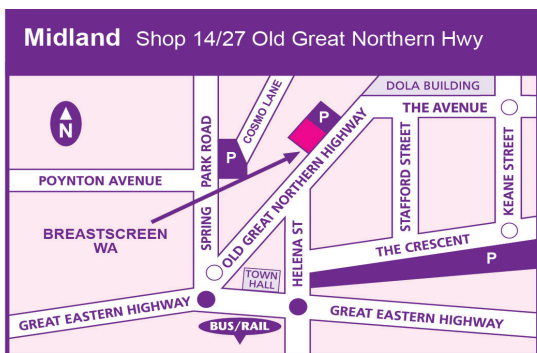 Midland Shop 14/27 Old Great Northern Hwy
DOLA BUILDING
THE AVENUE
N
COSMO LANE
P
P
SPRING PARK ROAD
POYNTON AVENUE
OLD GREAT NORTHERN HIGHWAY
STAFFORD STREET
KEANE STREET
BREASTSCREEN
WA
HELENA ST
THE CRESCENT
P
TOWN
HALL
GREAT EASTERN HIGHWAY
GREAT EASTERN HIGHWAY
BUS/RAIL